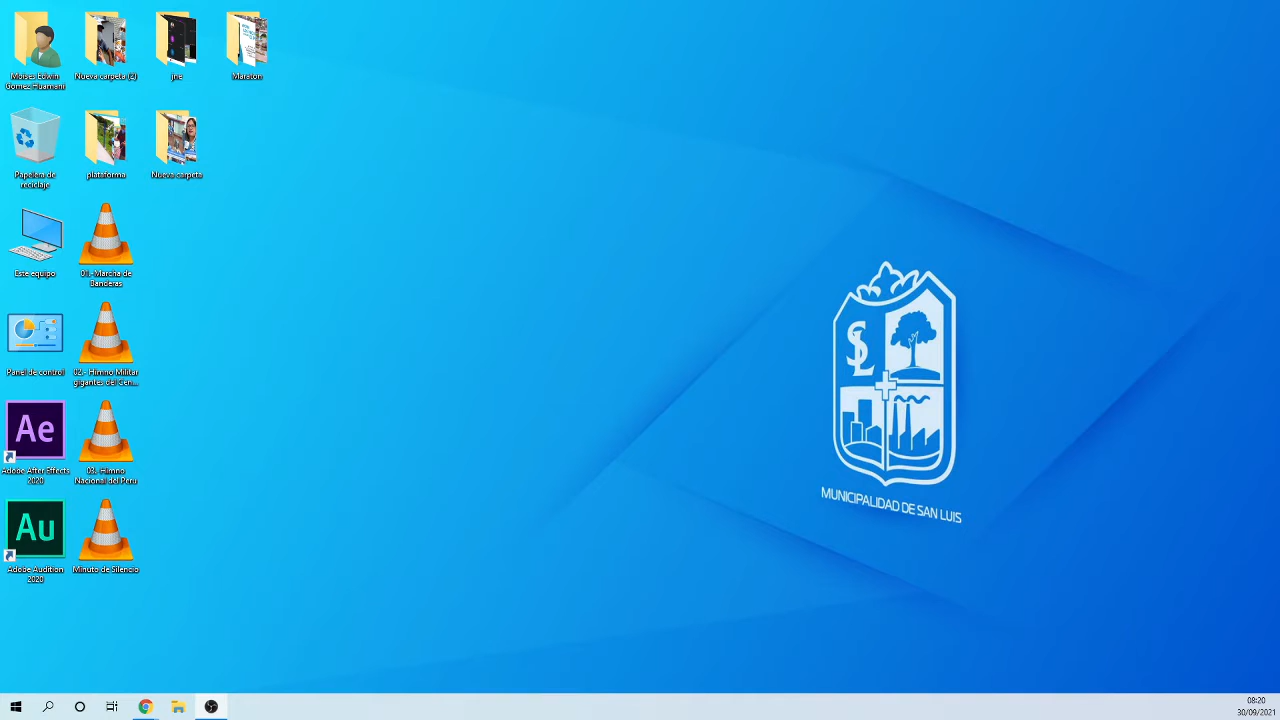 Moises Edwin
Gomez Huamani
Nueva carpeta (2)
jne
Maraton
Papelera de
reciclaje
plataforma
Nueva carpeta
Este equipo
01.-Marcha de
Banderas
Panel de control
02.- Himno Militar
gigantes del Cen...
Ae
Adobe After Effects
2020
03. Himno
Nacional del Peru
Au
Adobe Audition
2020
Minuto de Silencio
SL
MUNICIPALIDAD DE SAN LUIS
08:20
30/09/2021